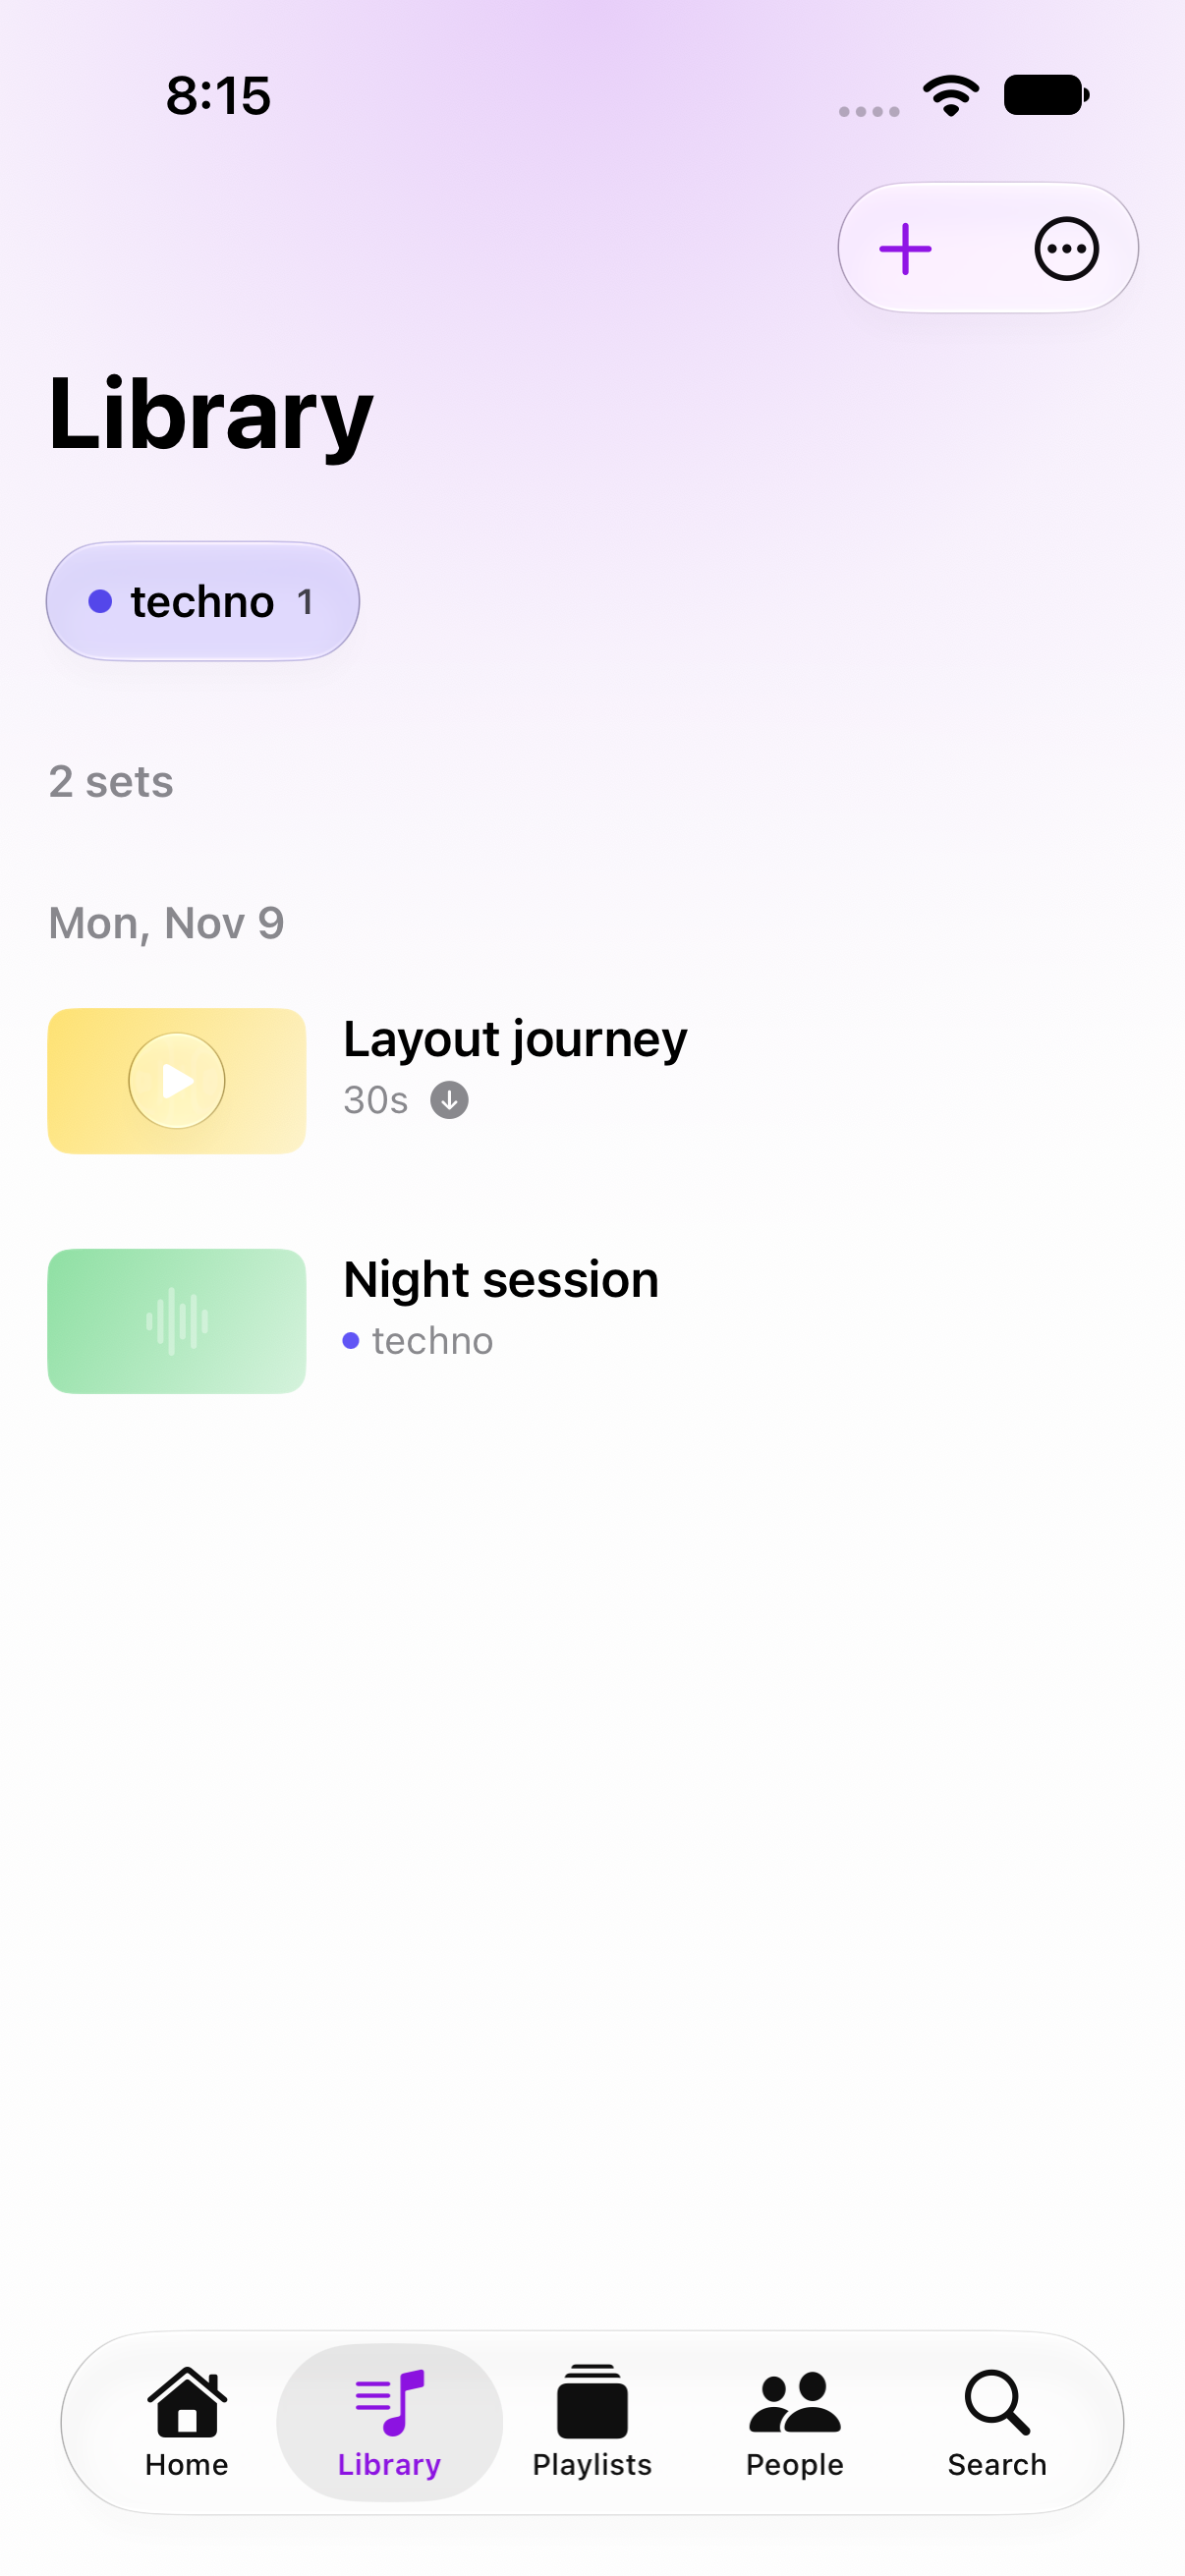 8:15
Library
techno 1
2 sets
Mon, Nov 9
Layout journey
30s
Night session
techno
Home
Library
Playlists
People
Search